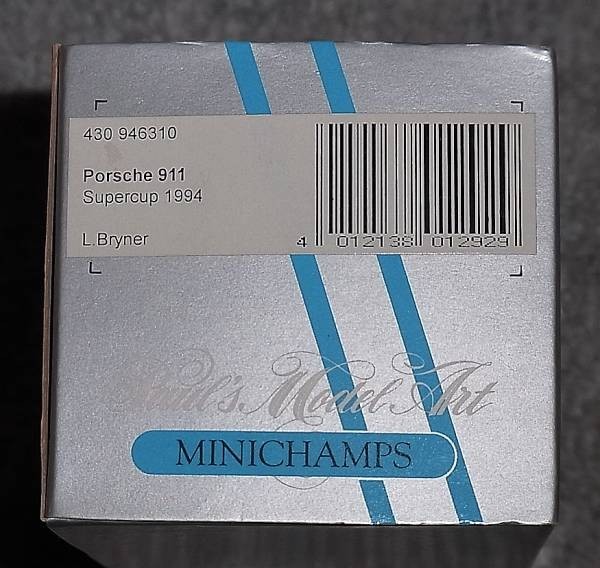 430 946310
Porsche 911
Supercup 1994
L.Bryner
4 012138 012929
Paul's Model Art
MINICHAMPS